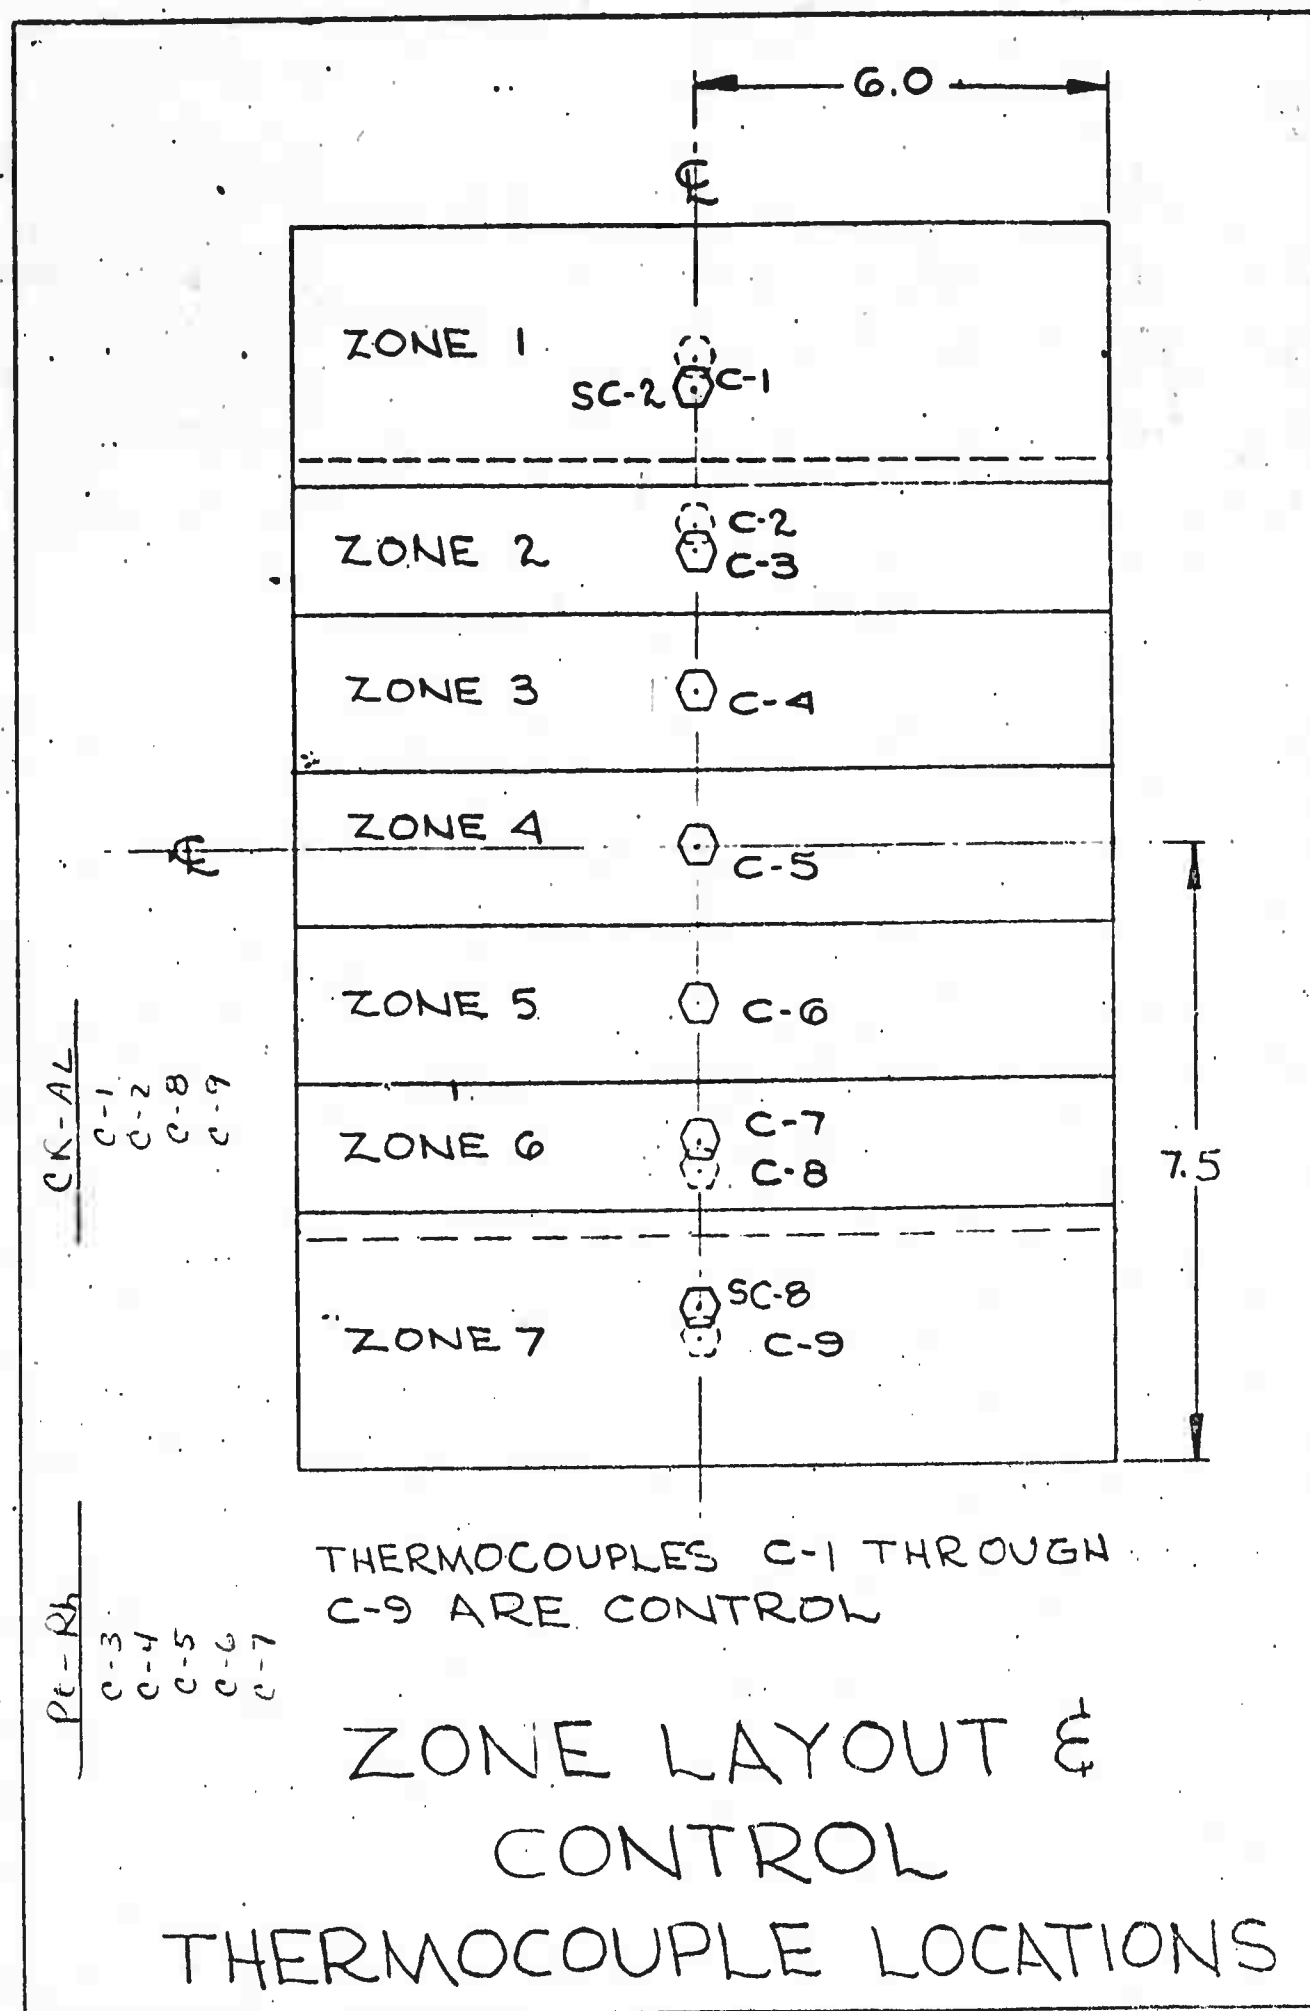 6.0
℄
ZONE 1
SC-2 C-1
C-2
ZONE 2
C-3
ZONE 3
C-4
ZONE 4
℄
C-5
ZONE 5
C-6
C-7
ZONE 6
C-8
7.5
SC-8
ZONE 7
C-9
CR-AL
C-1
C-2
C-8
C-9
Pt-Rh
C-3
C-4
C-5
C-6
C-7
THERMOCOUPLES C-1 THROUGH
C-9 ARE CONTROL
ZONE LAYOUT &
CONTROL
THERMOCOUPLE LOCATIONS